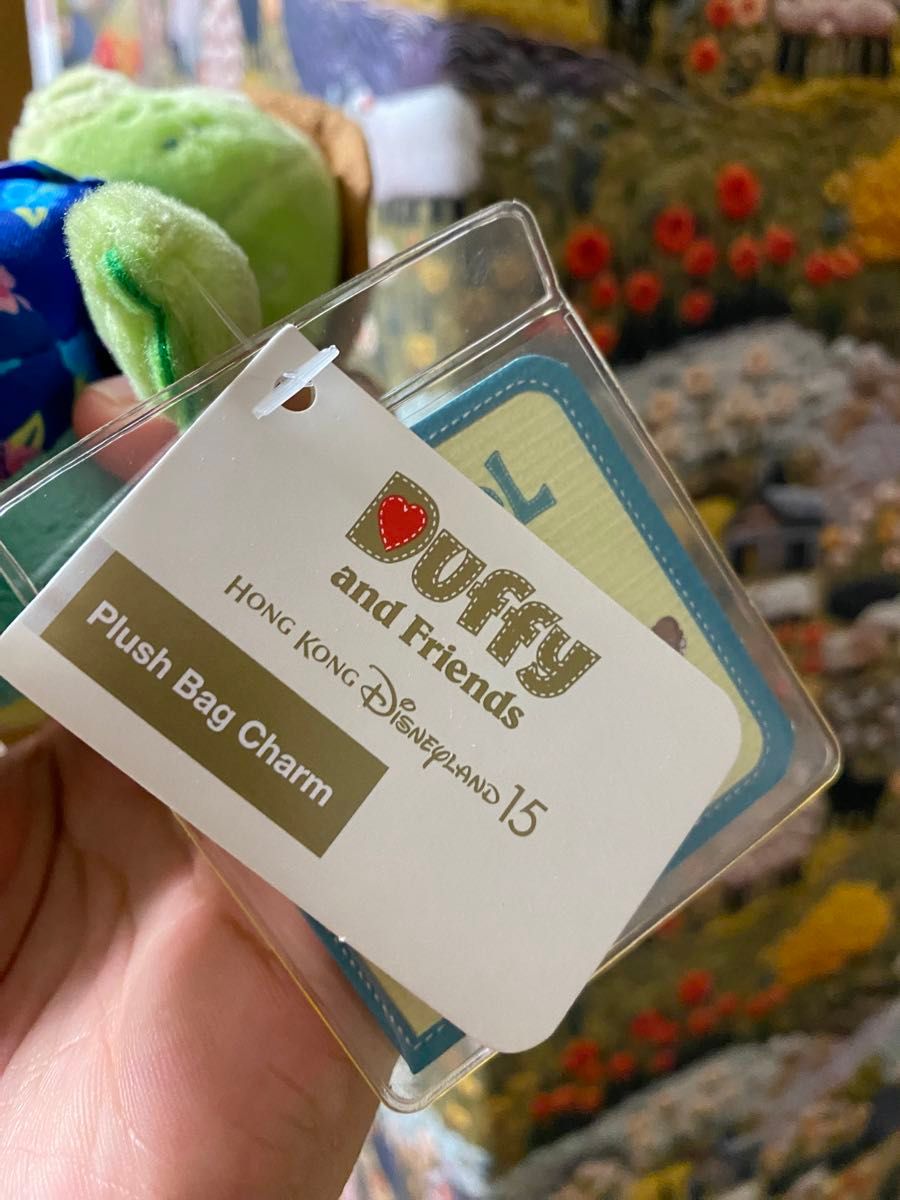 Duffy
and Friends
HONG KONG DISNEYLAND 15
Plush Bag Charm